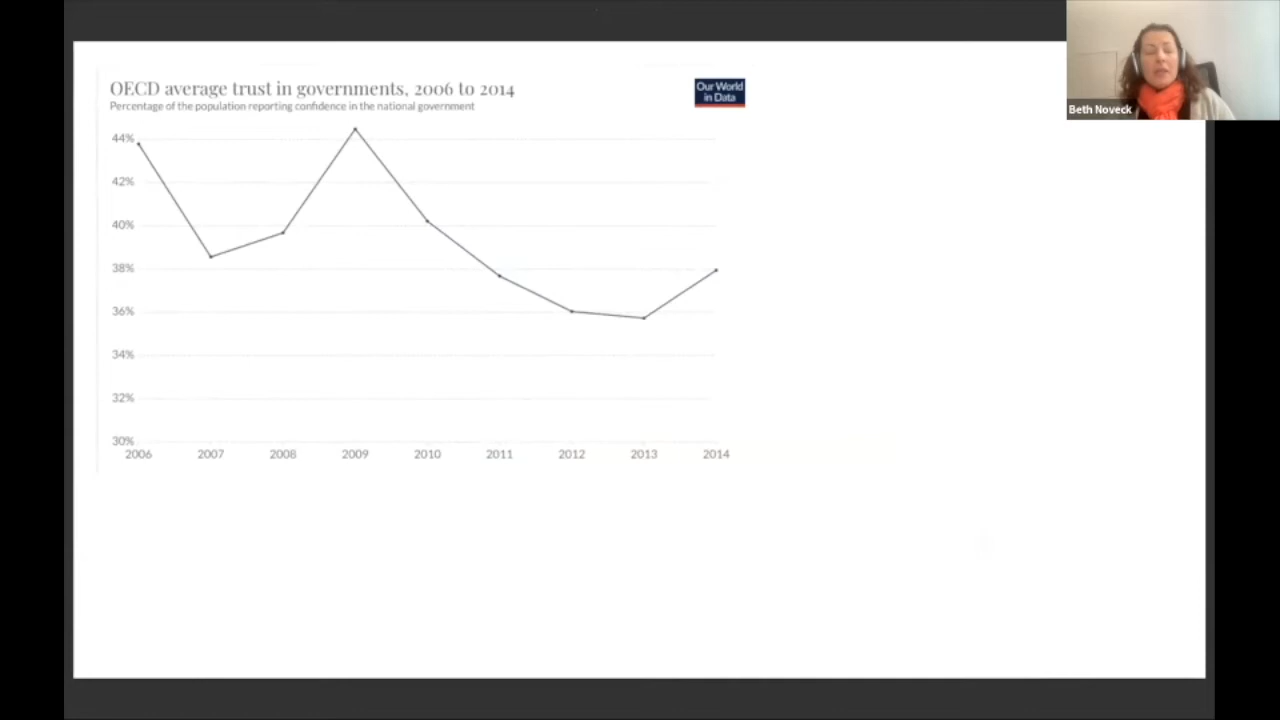 OECD average trust in governments, 2006 to 2014
Percentage of the population reporting confidence in the national government
Our World
in Data
Beth Noveck
44%
42%
40%
38%
36%
34%
32%
30%
2006 2007 2008 2009 2010 2011 2012 2013 2014